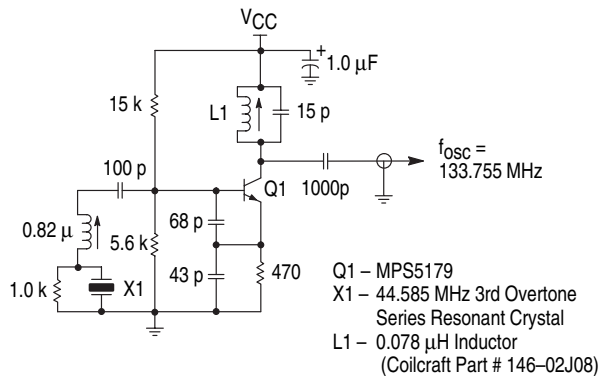 VCC
+
1.0 µF
15 k
L1
15 p
fosc =
133.755 MHz
100 p
Q1
1000p
0.82 µ
68 p
5.6 k
43 p
470
1.0 k
X1
Q1 – MPS5179
X1 – 44.585 MHz 3rd Overtone
Series Resonant Crystal
L1 – 0.078 µH Inductor
(Coilcraft Part # 146–02J08)